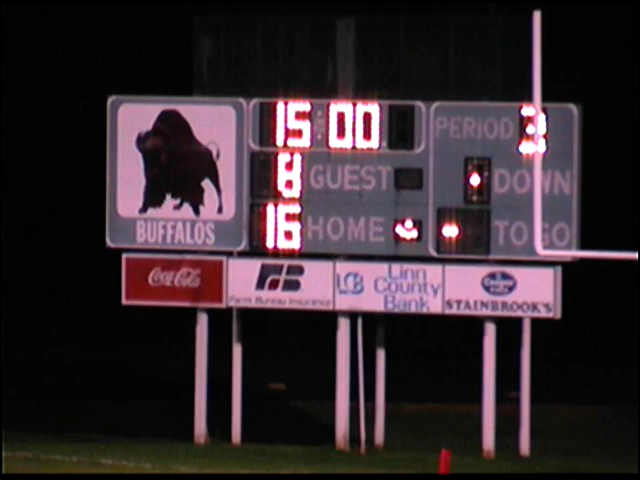 15:00
PERIOD 3
8 GUEST
DOWN
16 HOME
TO GO
BUFFALOS
Coca-Cola
FB
Farm Bureau Insurance
LCB
Linn
County
Bank
STAINBROOK'S